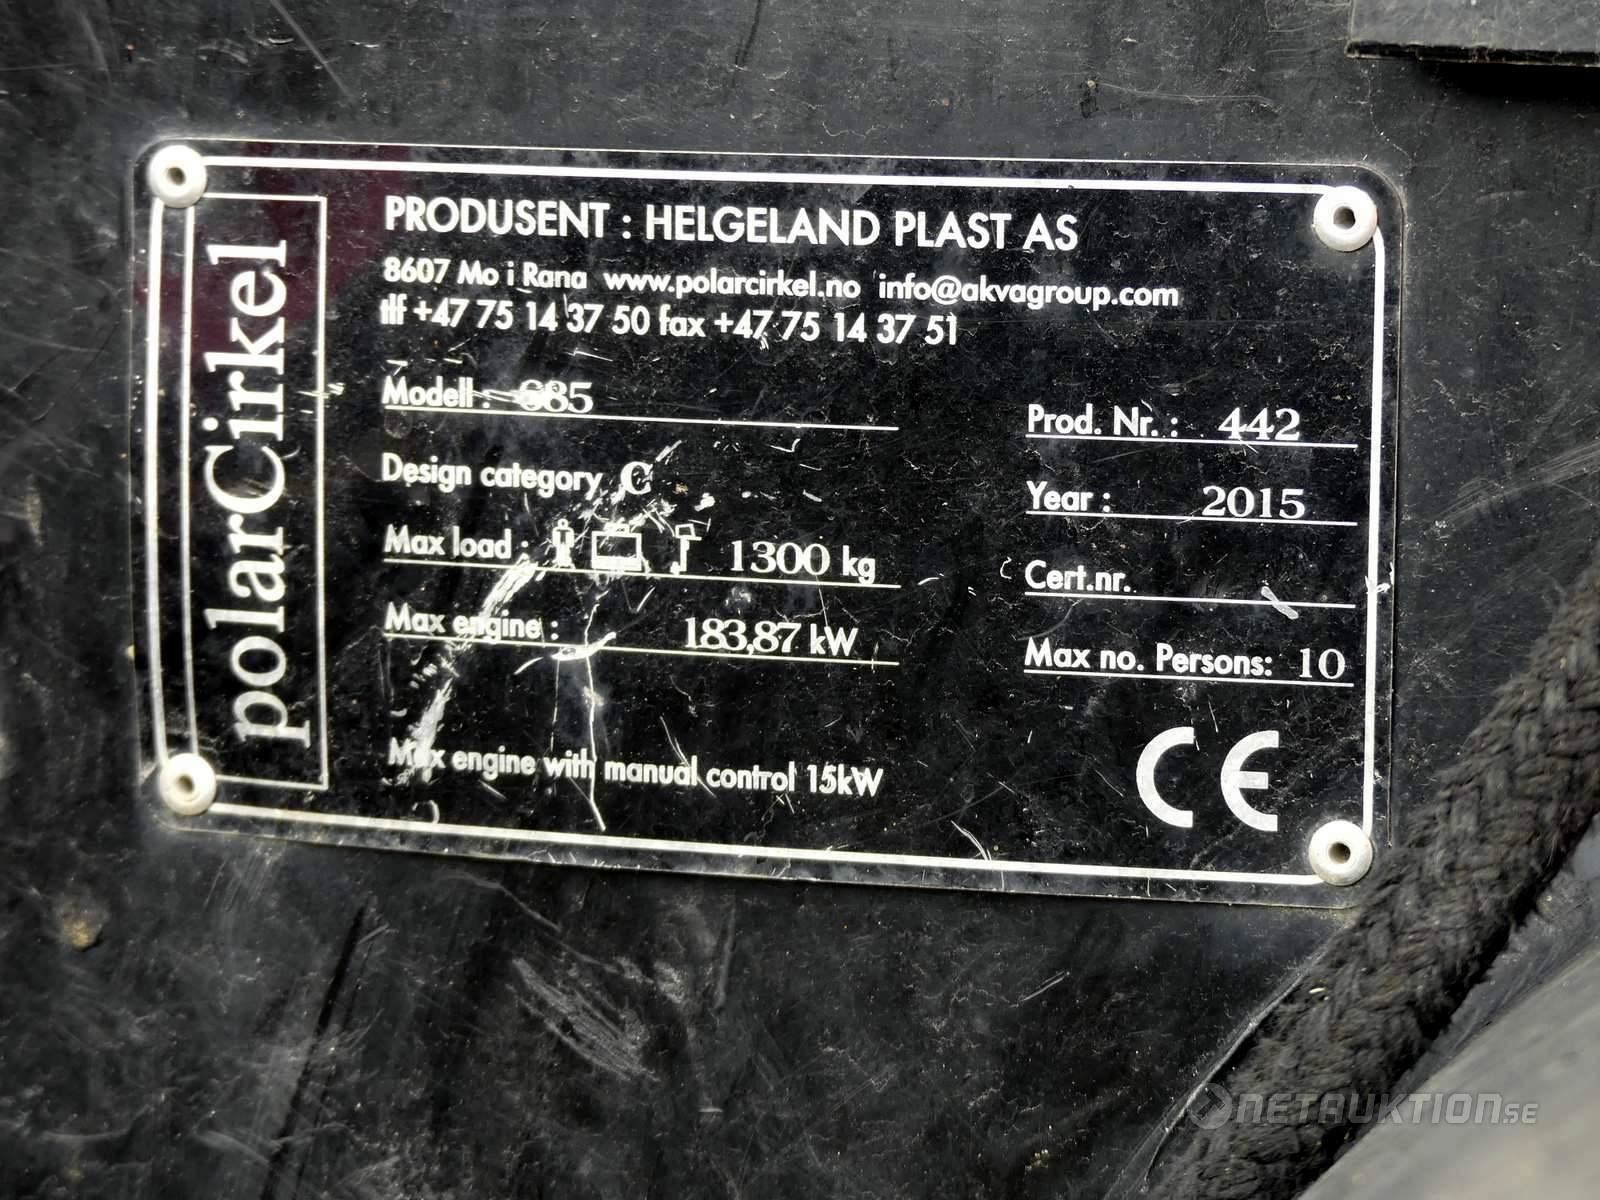 polarCirkel
PRODUSENT : HELGELAND PLAST AS
8607 Mo i Rana www.polarcirkel.no info@akvagroup.com
tlf +47 75 14 37 50 fax +47 75 14 37 51
Modell : 685
Design category C
Max load : 1300 kg
Max engine : 183,87 kW
Max engine with manual control 15kW
Prod. Nr. : 442
Year : 2015
Cert.nr.
Max no. Persons: 10
CE
NETAUKTION.SE